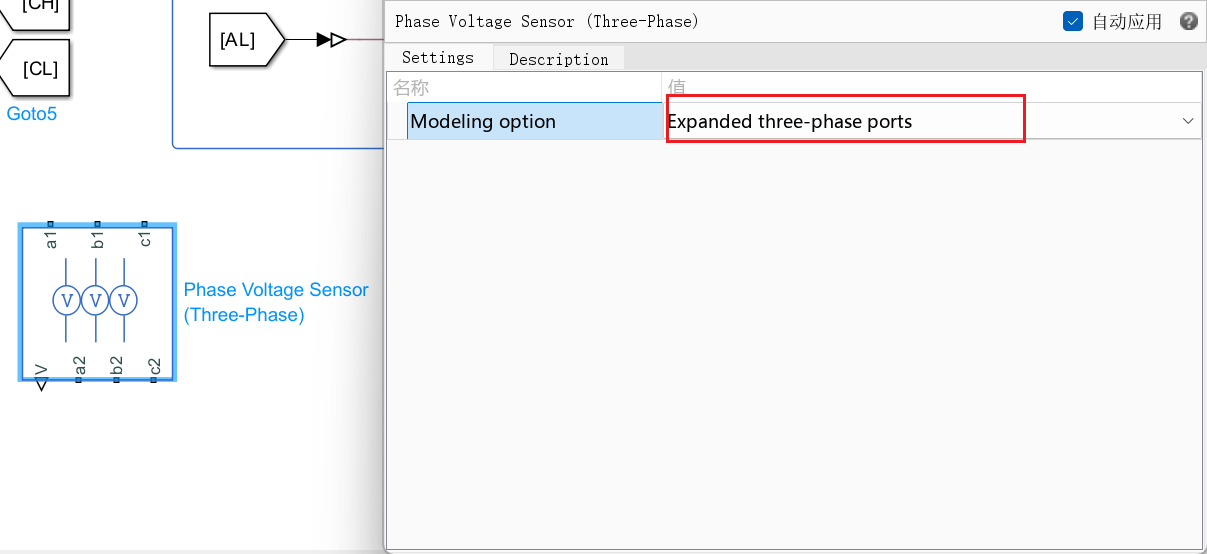 [CH]
[CL]
Goto5
[AL]
a1
b1
c1
V V V
V
a2
b2
c2
Phase Voltage Sensor
(Three-Phase)
Phase Voltage Sensor (Three-Phase)
自动应用
Settings
Description
名称
值
Modeling option
Expanded three-phase ports